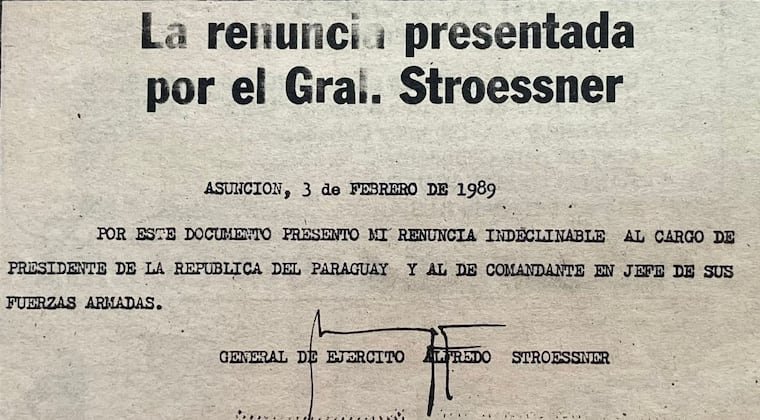 La renuncia presentada
por el Gral. Stroessner
ASUNCION, 3 de FEBRERO DE 1989
POR ESTE DOCUMENTO PRESENTO MI RENUNCIA INDECLINABLE AL CARGO DE
PRESIDENTE DE LA REPUBLICA DEL PARAGUAY Y AL DE COMANDANTE EN JEFE DE SUS
FUERZAS ARMADAS.
GENERAL DE EJERCITO ALFREDO STROESSNER